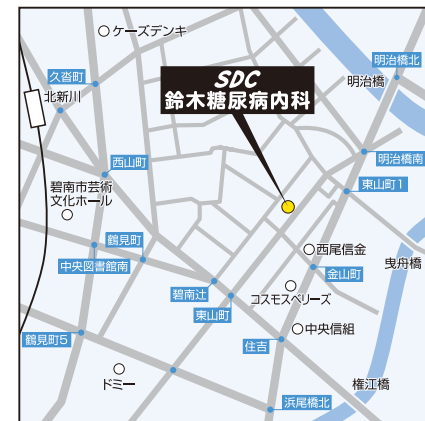 ケーズデンキ
明治橋北
久沓町
SDC
明治橋
北新川
鈴木糖尿病内科
西山町
明治橋南
東山町1
碧南市芸術
文化ホール
鶴見町
西尾信金
曳舟橋
中央図書館南
金山町
碧南辻
コスモスベリーズ
東山町
中央信組
鶴見町5
住吉
ドミー
権江橋
浜尾橋北